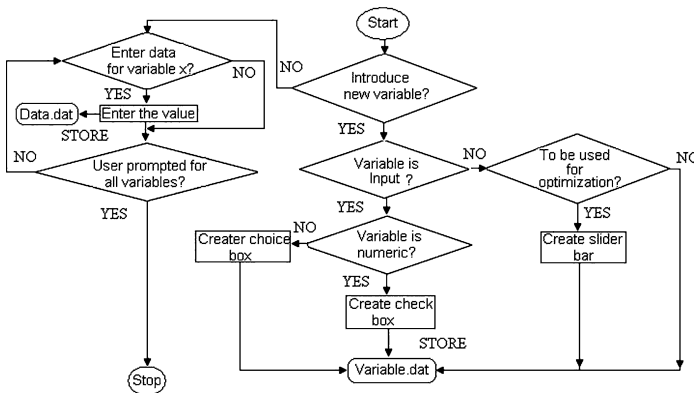 Start
Enter data
for variable x?
NO
NO
Introduce
new variable?
YES
Data.dat
Enter the value
STORE
YES
NO
User prompted for
all variables?
YES
Variable is
Input ?
NO
To be used
for
optimization?
NO
YES
YES
NO
Creater choice
box
Variable is
numeric?
Create slider
bar
YES
Create check
box
STORE
Variable.dat
Stop